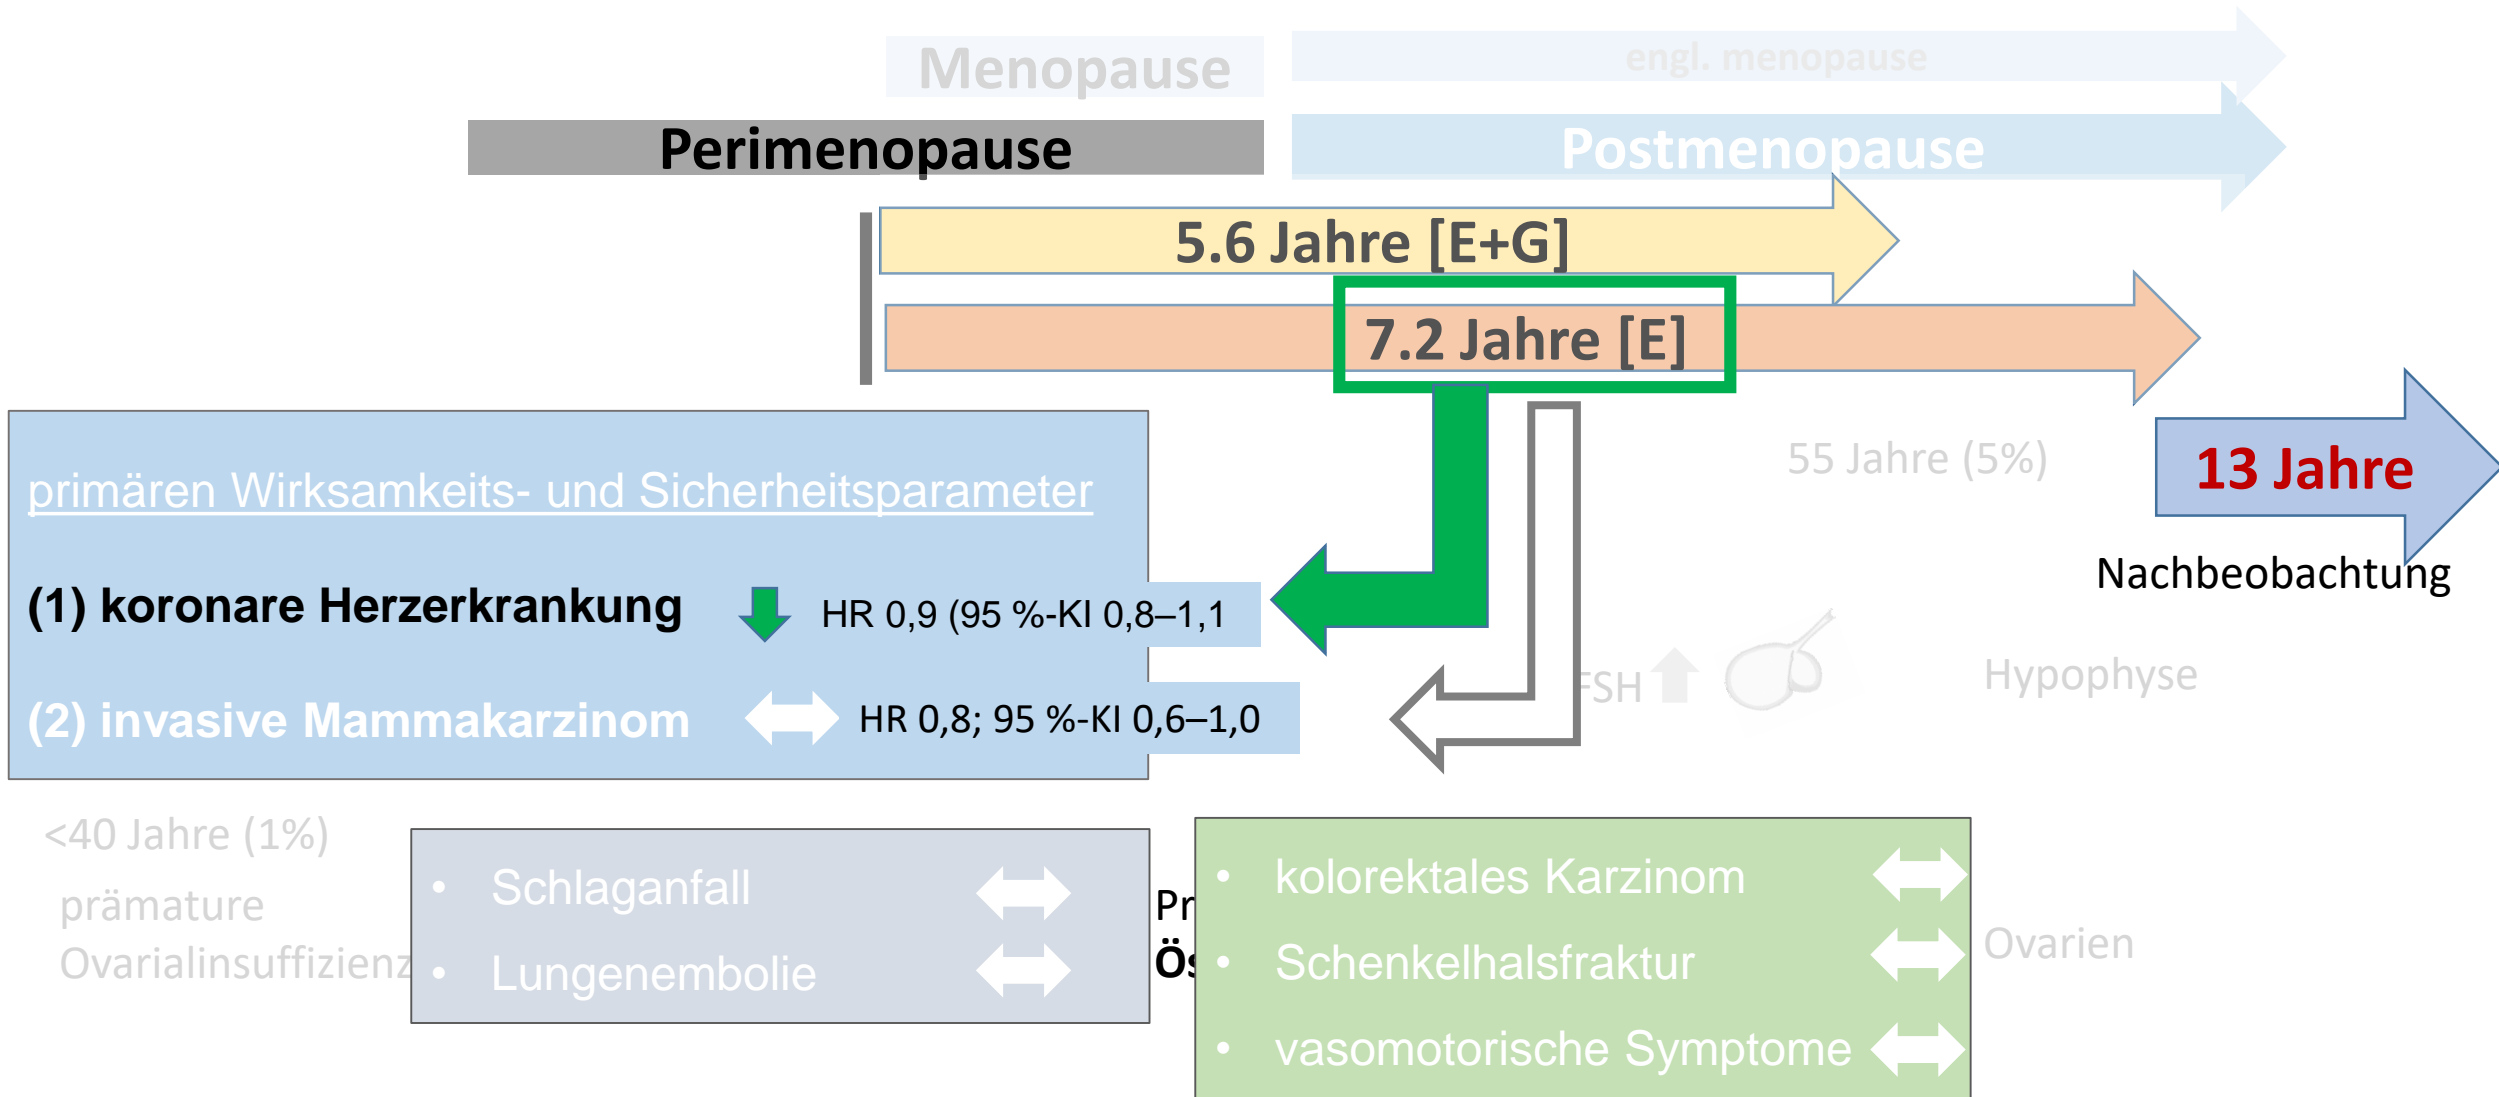 Menopause
engl. menopause
Perimenopause
Postmenopause
5.6 Jahre [E+G]
7.2 Jahre [E]
55 Jahre (5%)
13 Jahre
Nachbeobachtung
primären Wirksamkeits- und Sicherheitsparameter
(1) koronare Herzerkrankung
HR 0,9 (95 %-KI 0,8–1,1
(2) invasive Mammakarzinom
HR 0,8; 95 %-KI 0,6–1,0
FSH
Hypophyse
<40 Jahre (1%)
prämature
Ovarialinsuffizienz
• Schlaganfall
• Lungenembolie
• kolorektales Karzinom
• Schenkelhalsfraktur
• vasomotorische Symptome
Ovarien